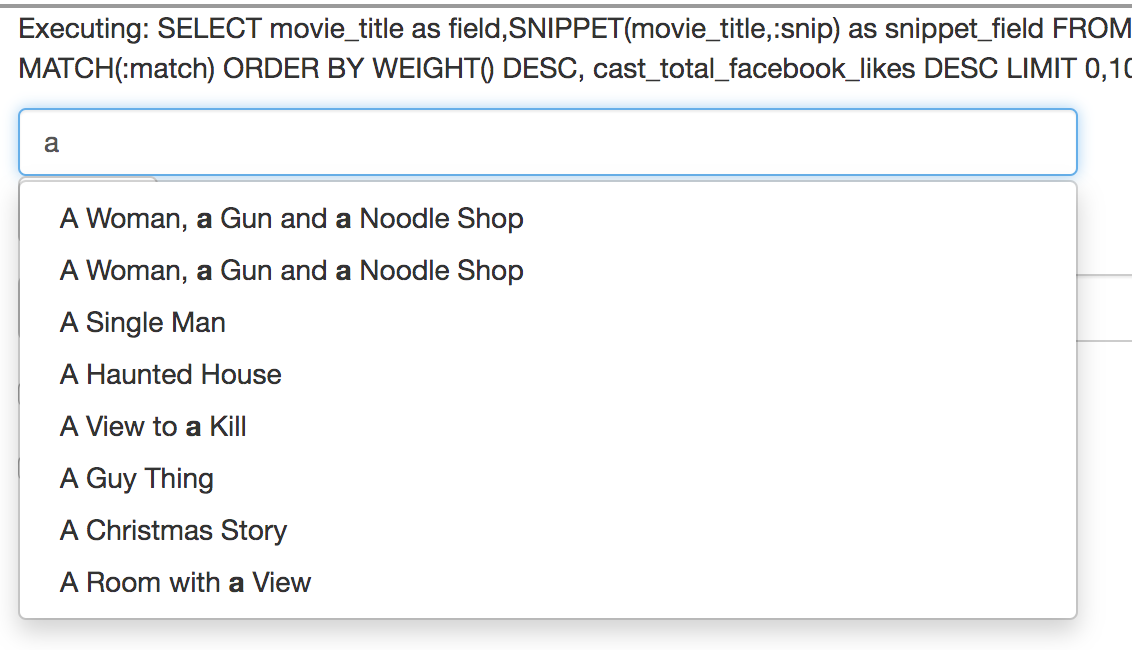 Executing: SELECT movie_title as field,SNIPPET(movie_title,:snip) as snippet_field FROM
MATCH(:match) ORDER BY WEIGHT() DESC, cast_total_facebook_likes DESC LIMIT 0,10
a
A Woman, a Gun and a Noodle Shop
A Woman, a Gun and a Noodle Shop
A Single Man
A Haunted House
A View to a Kill
A Guy Thing
A Christmas Story
A Room with a View